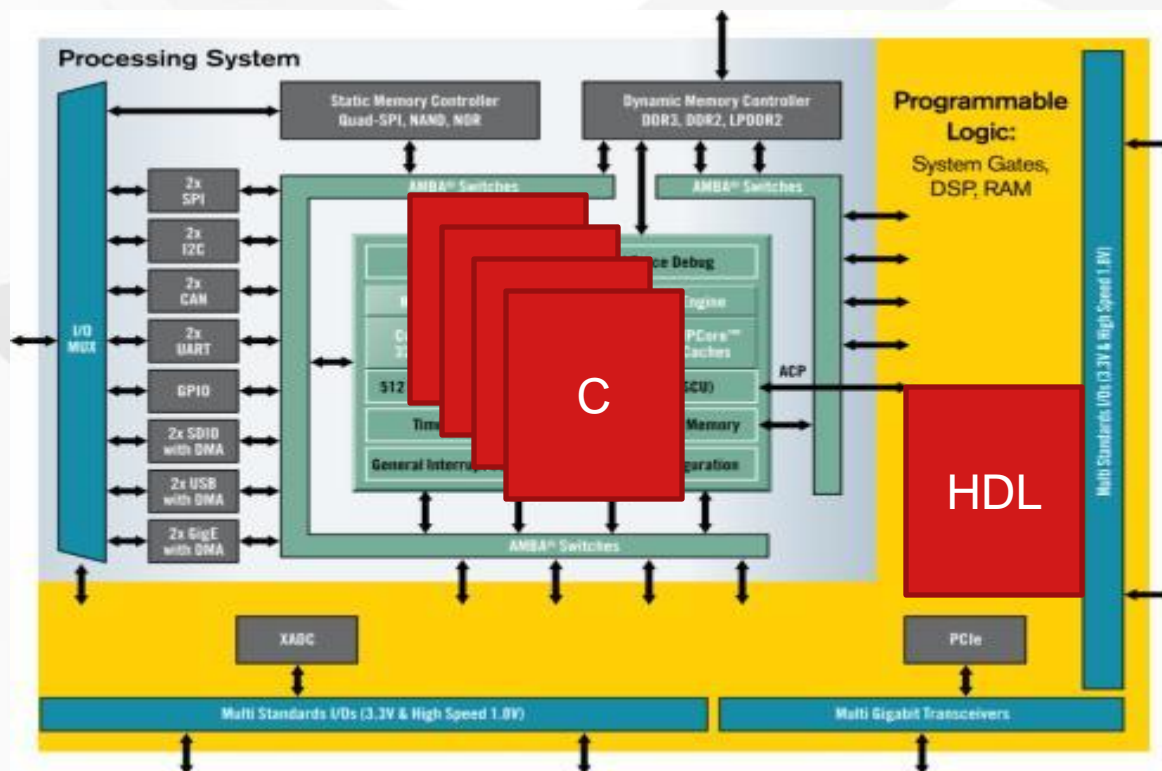 Processing System
Static Memory Controller
Quad-SPI, NAND, NOR
Dynamic Memory Controller
DDR3, DDR2, LPDDR2
Programmable
Logic:
System Gates,
DSP, RAM
AMBA® Switches
AMBA® Switches
2x
SPI
2x
I2C
2x
CAN
2x
UART
GPIO
2x SDIO
with DMA
2x USB
with DMA
2x GigE
with DMA
I/O
MUX
Debug
Engine
PCore™
Caches
512
ACP
Memory
General
C
HDL
AMBA® Switches
Multi Standards I/Os (3.3V & High Speed 1.8V)
XADC
PCIe
Multi Standards I/Os (3.3V & High Speed 1.8V)
Multi Gigabit Transceivers